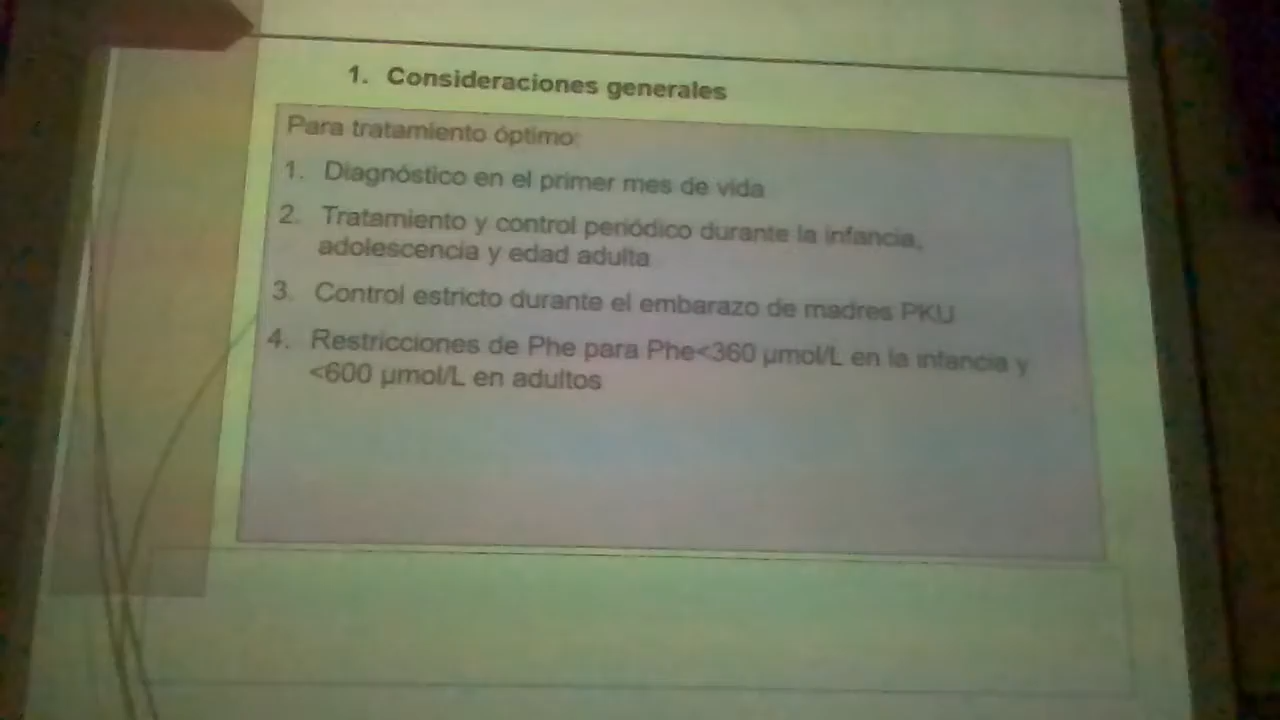 1. Consideraciones generales
Para tratamiento óptimo:
1. Diagnóstico en el primer mes de vida
2. Tratamiento y control periódico durante la infancia,
adolescencia y edad adulta
3. Control estricto durante el embarazo de madres PKU
4. Restricciones de Phe para Phe<360 µmol/L en la infancia y
<600 µmol/L en adultos